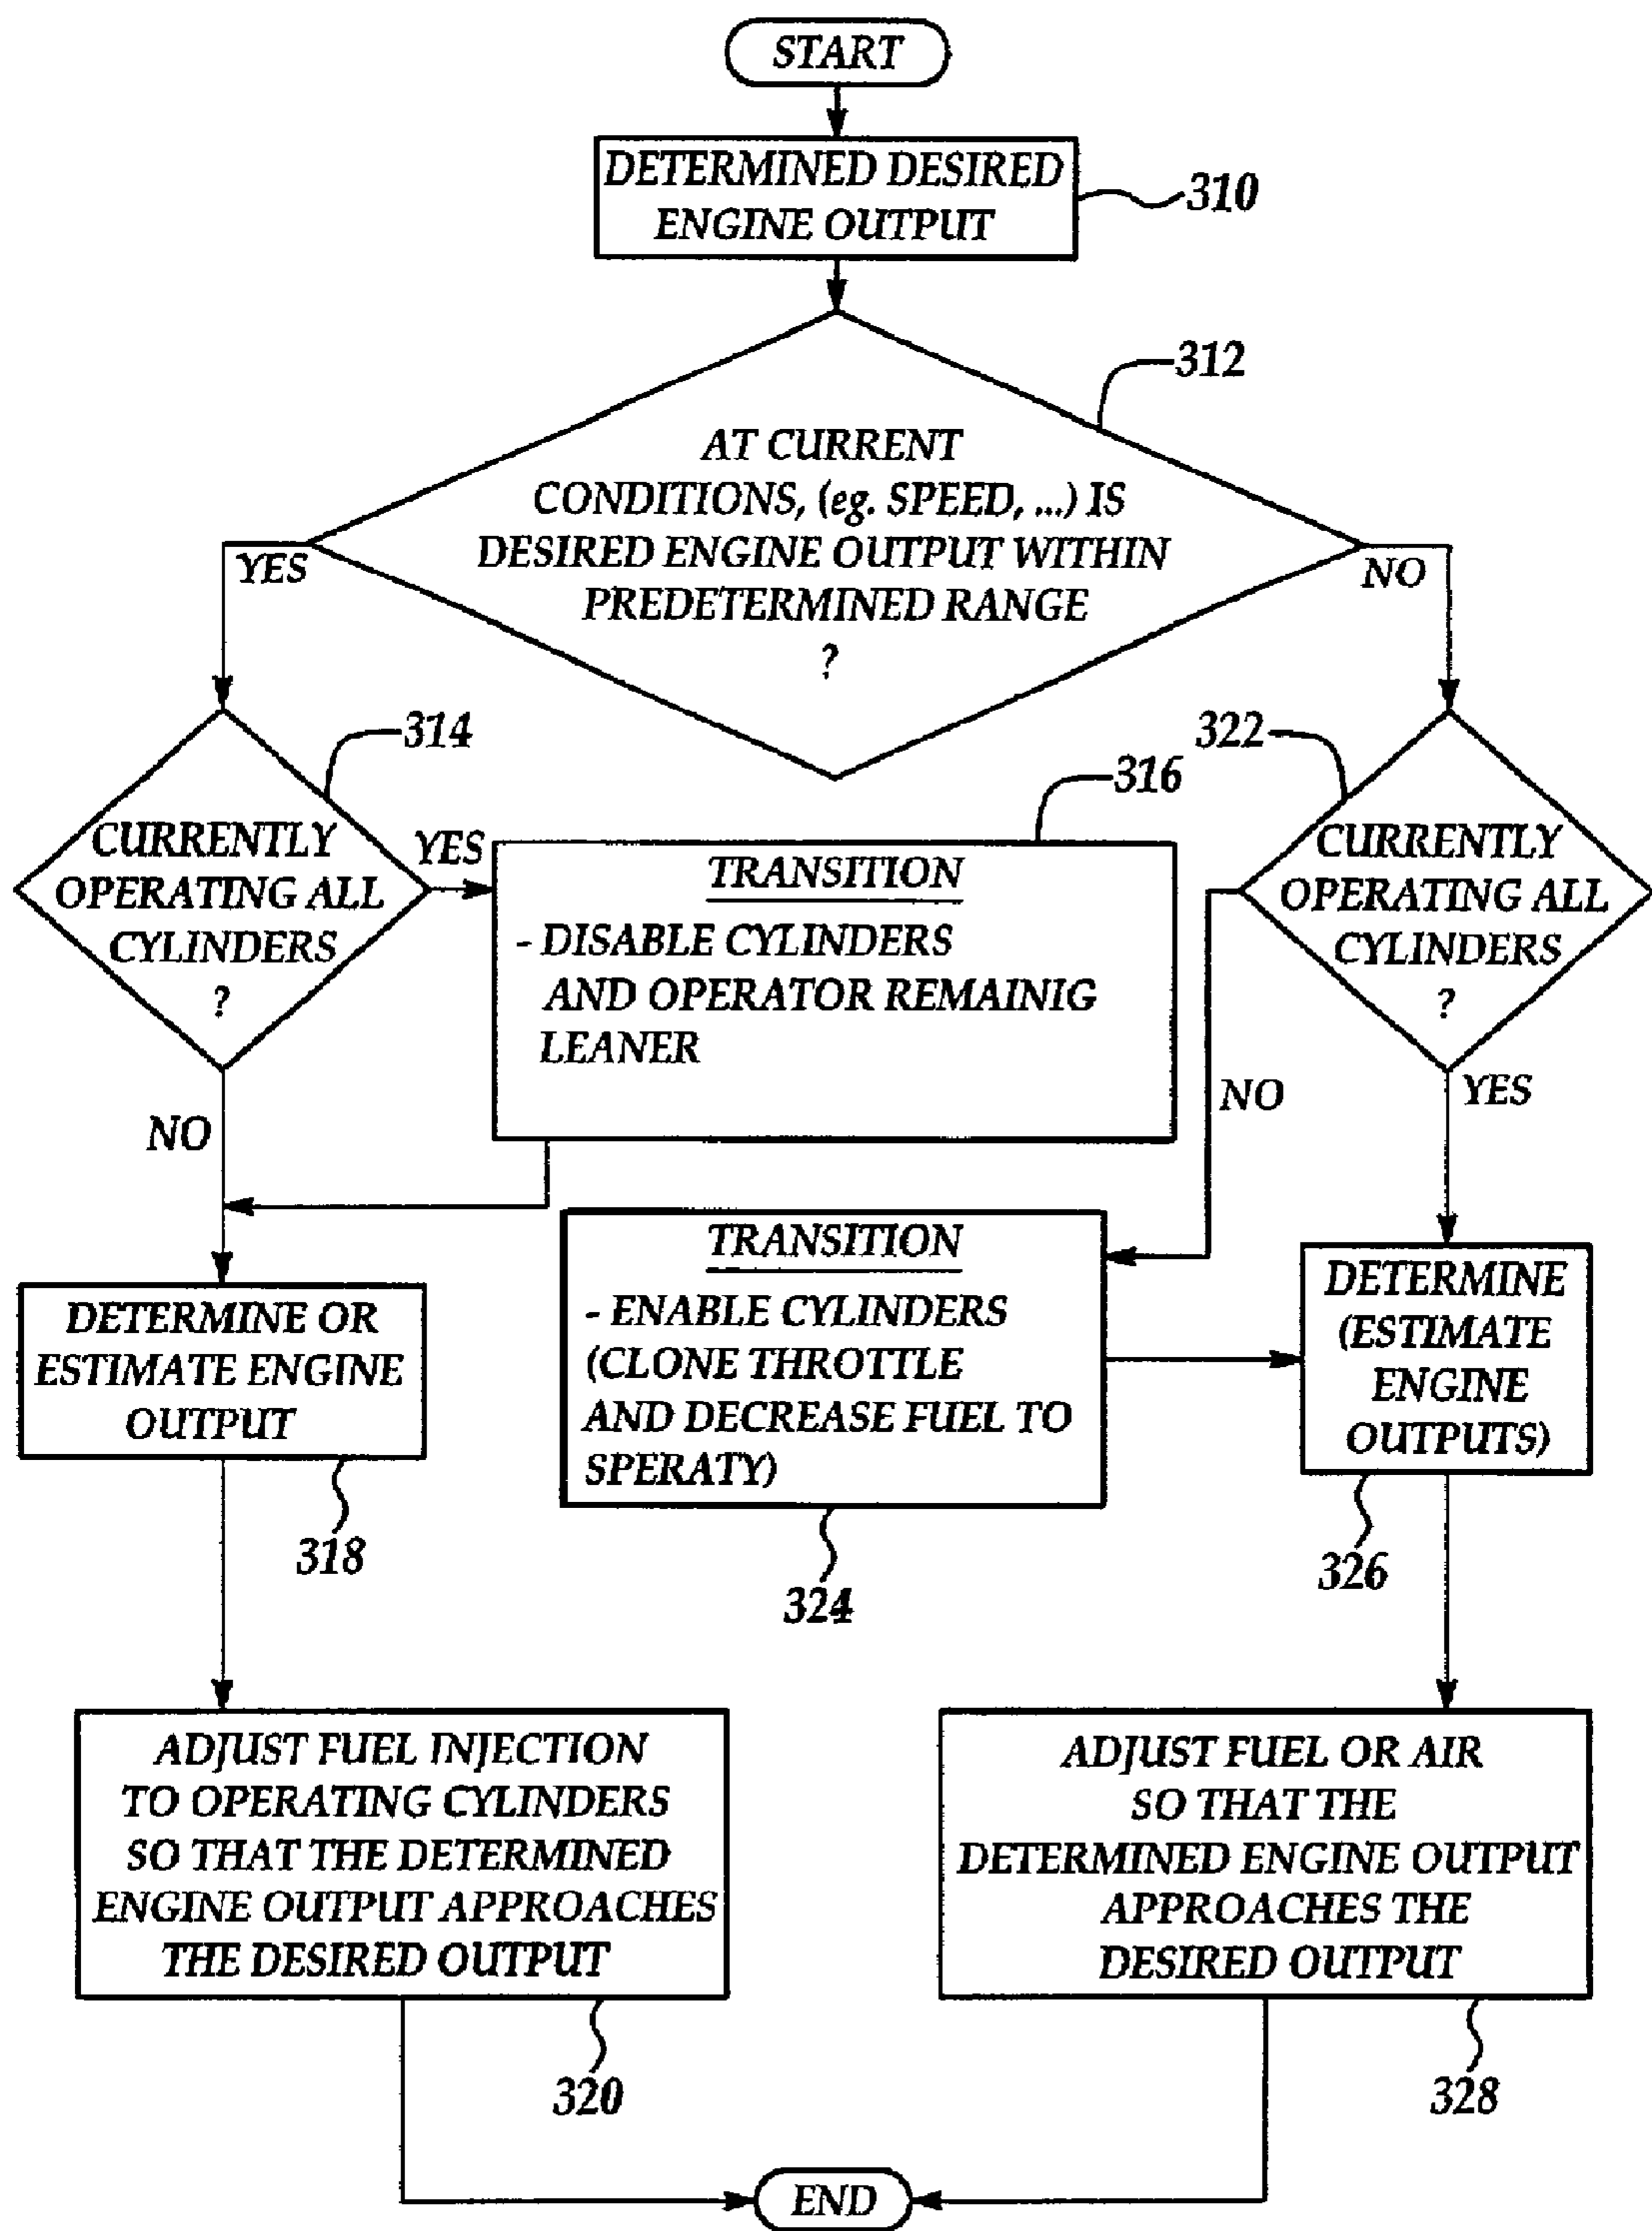 START
DETERMINED DESIRED
ENGINE OUTPUT
310
312
AT CURRENT
CONDITIONS, (eg. SPEED, ...) IS
DESIRED ENGINE OUTPUT WITHIN
PREDETERMINED RANGE
?
YES
NO
314
CURRENTLY
OPERATING ALL
CYLINDERS
?
YES
NO
316
TRANSITION
- DISABLE CYLINDERS
AND OPERATOR REMAINIG
LEANER
322
CURRENTLY
OPERATING ALL
CYLINDERS
?
NO
YES
TRANSITION
- ENABLE CYLINDERS
(CLONE THROTTLE
AND DECREASE FUEL TO
SPERATY)
324
DETERMINE OR
ESTIMATE ENGINE
OUTPUT
318
DETERMINE
(ESTIMATE
ENGINE
OUTPUTS)
326
ADJUST FUEL INJECTION
TO OPERATING CYLINDERS
SO THAT THE DETERMINED
ENGINE OUTPUT APPROACHES
THE DESIRED OUTPUT
320
ADJUST FUEL OR AIR
SO THAT THE
DETERMINED ENGINE OUTPUT
APPROACHES THE
DESIRED OUTPUT
328
END